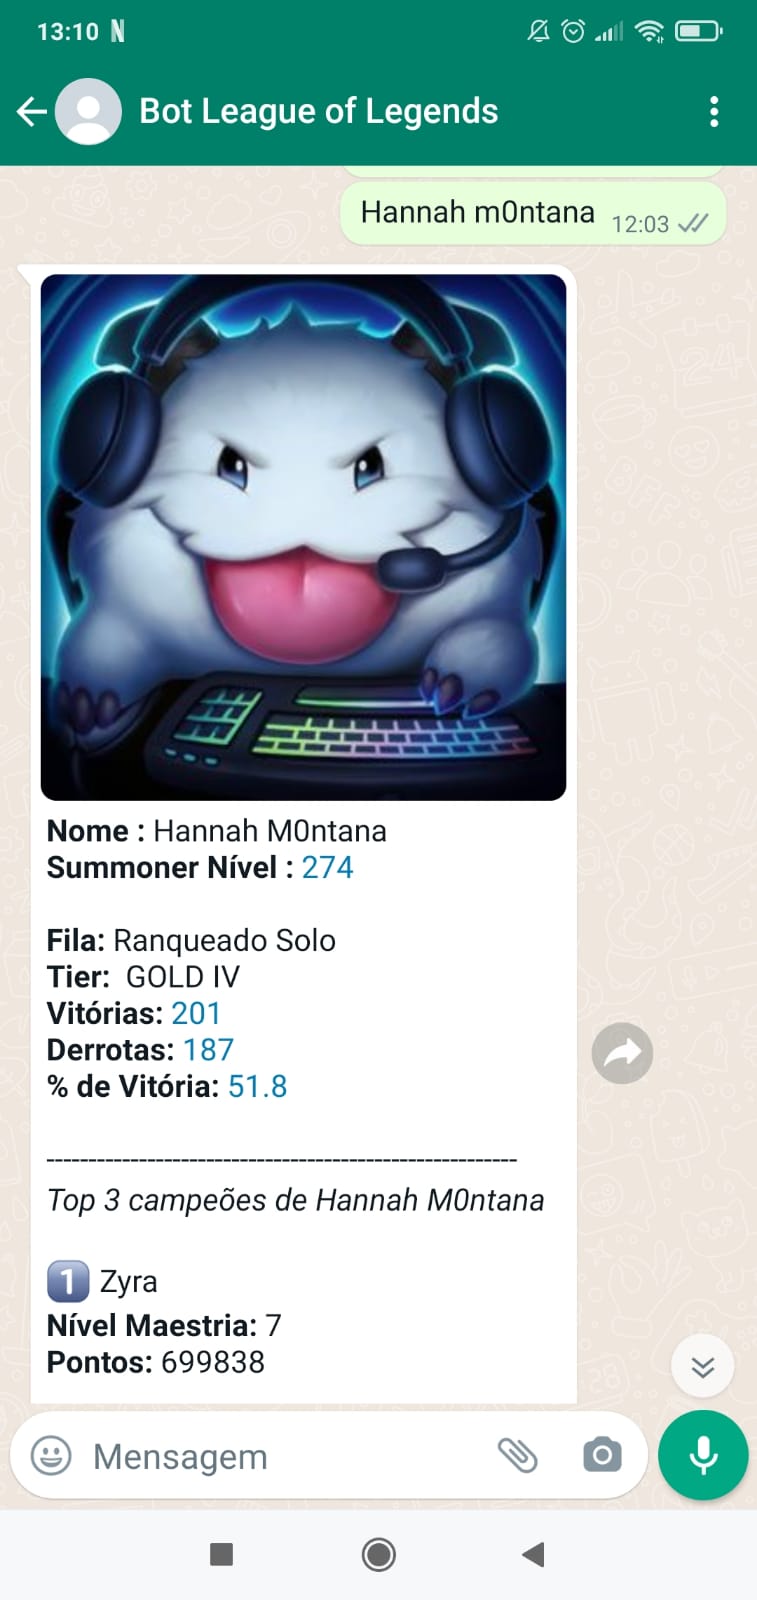 13:10 N
Bot League of Legends
Hannah m0ntana 12:03
Nome : Hannah M0ntana
Summoner Nível : 274
Fila: Ranqueado Solo
Tier:  GOLD IV
Vitórias: 201
Derrotas: 187
% de Vitória: 51.8
--------------------------------------------------------
Top 3 campeões de Hannah M0ntana
1 Zyra
Nível Maestria: 7
Pontos: 699838
Mensagem